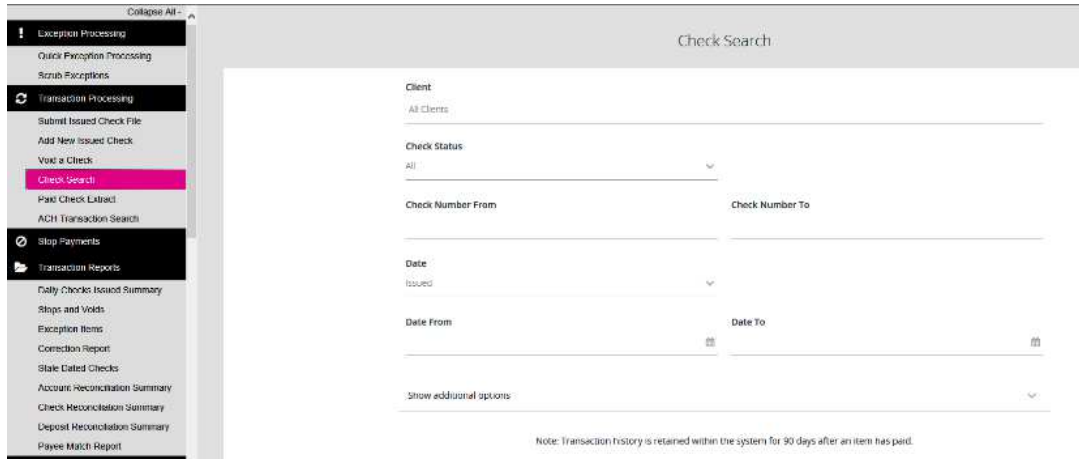 Collapse All -
Exception Processing
Quick Exception Processing
Scrub Exceptions
Transaction Processing
Submit Issued Check File
Add New Issued Check
Void a Check
Check Search
Paid Check Extract
ACH Transaction Search
Stop Payments
Transaction Reports
Daily Checks Issued Summary
Stops and Voids
Exception Items
Correction Report
Stale Dated Checks
Account Reconciliation Summary
Check Reconciliation Summary
Deposit Reconciliation Summary
Payee Match Report
Check Search
Client
All Clients
Check Status
All
Check Number From
Check Number To
Date
Issued
Date From
Date To
Show additional options
Note: Transaction history is retained within the system for 90 days after an item has paid.